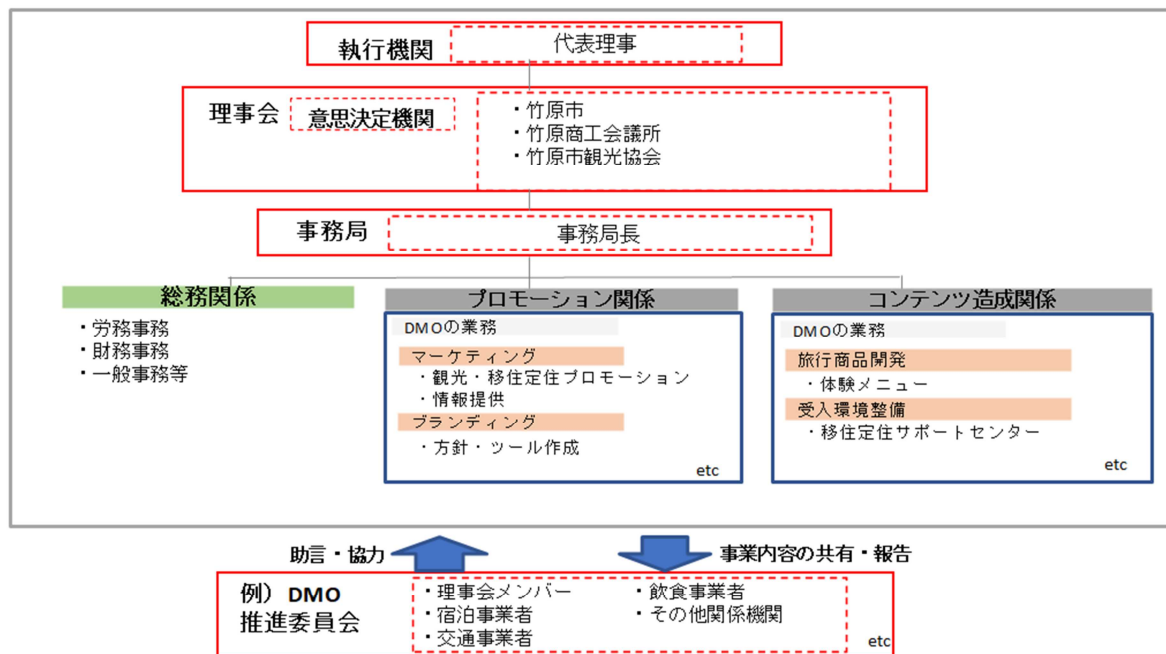 執行機関
代表理事
理事会
意思決定機関
・竹原市
・竹原商工会議所
・竹原市観光協会
事務局
事務局長
総務関係
・労務事務
・財務事務
・一般事務等
プロモーション関係
DMOの業務
マーケティング
・観光・移住定住プロモーション
・情報提供
ブランディング
・方針・ツール作成
etc
コンテンツ造成関係
DMOの業務
旅行商品開発
・体験メニュー
受入環境整備
・移住定住サポートセンター
etc
助言・協力
事業内容の共有・報告
例）DMO
推進委員会
・理事会メンバー
・宿泊事業者
・交通事業者
・飲食事業者
・その他関係機関
etc